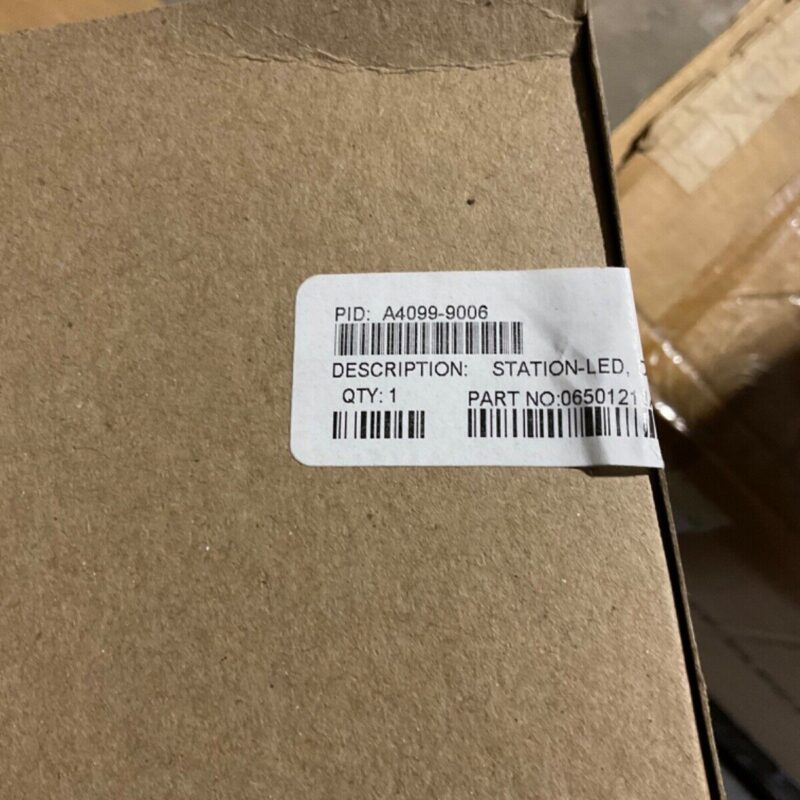 PID: A4099-9006
DESCRIPTION: STATION-LED,
QTY: 1 PART NO:0650121